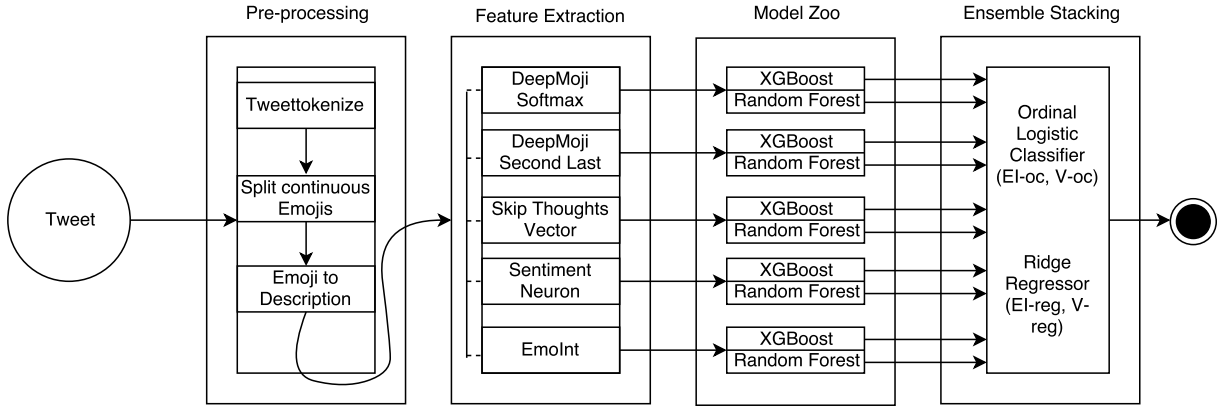 Pre-processing
Feature Extraction
Model Zoo
Ensemble Stacking
Tweet
Tweettokenize
Split continuous
Emojis
Emoji to
Description
DeepMoji
Softmax
DeepMoji
Second Last
Skip Thoughts
Vector
Sentiment
Neuron
EmoInt
XGBoost
Random Forest
XGBoost
Random Forest
XGBoost
Random Forest
XGBoost
Random Forest
XGBoost
Random Forest
Ordinal
Logistic
Classifier
(EI-oc, V-oc)
Ridge
Regressor
(EI-reg, V-
reg)